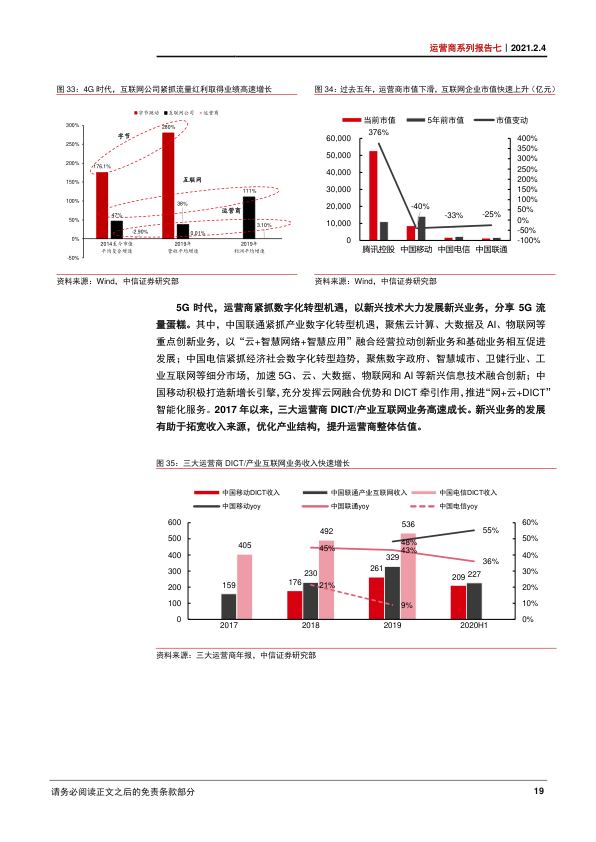 运营商系列报告七｜2021.2.4
图 33：4G 时代，互联网公司紧抓流量红利取得业绩高速增长
字节跳动 互联网公司 运营商
300%
250%
200%
150%
100%
50%
0%
-50%
176.1%
280%
47%
38%
111%
2.90%
3.10%
字节
互联网
运营商
2014至今市值
平均复合增速
2019年
营收平均增速
2019年
利润平均增速
资料来源：Wind，中信证券研究部
图 34：过去五年，运营商市值下滑，互联网企业市值快速上升（亿元）
当前市值 5年前市值 市值变动
60,000
50,000
40,000
30,000
20,000
10,000
0
400%
350%
300%
250%
200%
150%
100%
50%
0%
-50%
-100%
376%
-40%
-33%
-25%
腾讯控股 中国移动 中国电信 中国联通
资料来源：Wind，中信证券研究部
5G 时代，运营商紧抓数字化转型机遇，以新兴技术大力发展新兴业务，分享 5G 流
量蛋糕。其中，中国联通紧抓产业数字化转型机遇，聚焦云计算、大数据及 AI、物联网等
重点创新业务，以“云+智慧网络+智慧应用”融合经营拉动创新业务和基础业务相互促进
发展；中国电信紧抓经济社会数字化转型趋势，聚焦数字政府、智慧城市、卫健行业、工
业互联网等细分市场，加速 5G、云、大数据、物联网和 AI 等新兴信息技术融合创新；中
国移动积极打造新增长引擎，充分发挥云网融合优势和 DICT 牵引作用，推进“网+云+DICT”
智能化服务。2017 年以来，三大运营商 DICT/产业互联网业务高速成长。新兴业务的发展
有助于拓宽收入来源，优化产业结构，提升运营商整体估值。
图 35：三大运营商 DICT/产业互联网业务收入快速增长
中国移动DICT收入 中国联通产业互联网收入 中国电信DICT收入
中国移动yoy 中国联通yoy 中国电信yoy
600
500
400
300
200
100
0
60%
50%
40%
30%
20%
10%
0%
159
405
176
230
492
45%
21%
261
329
536
48%
43%
9%
209
227
55%
36%
2017 2018 2019 2020H1
资料来源：三大运营商年报，中信证券研究部
请务必阅读正文之后的免责条款部分
19